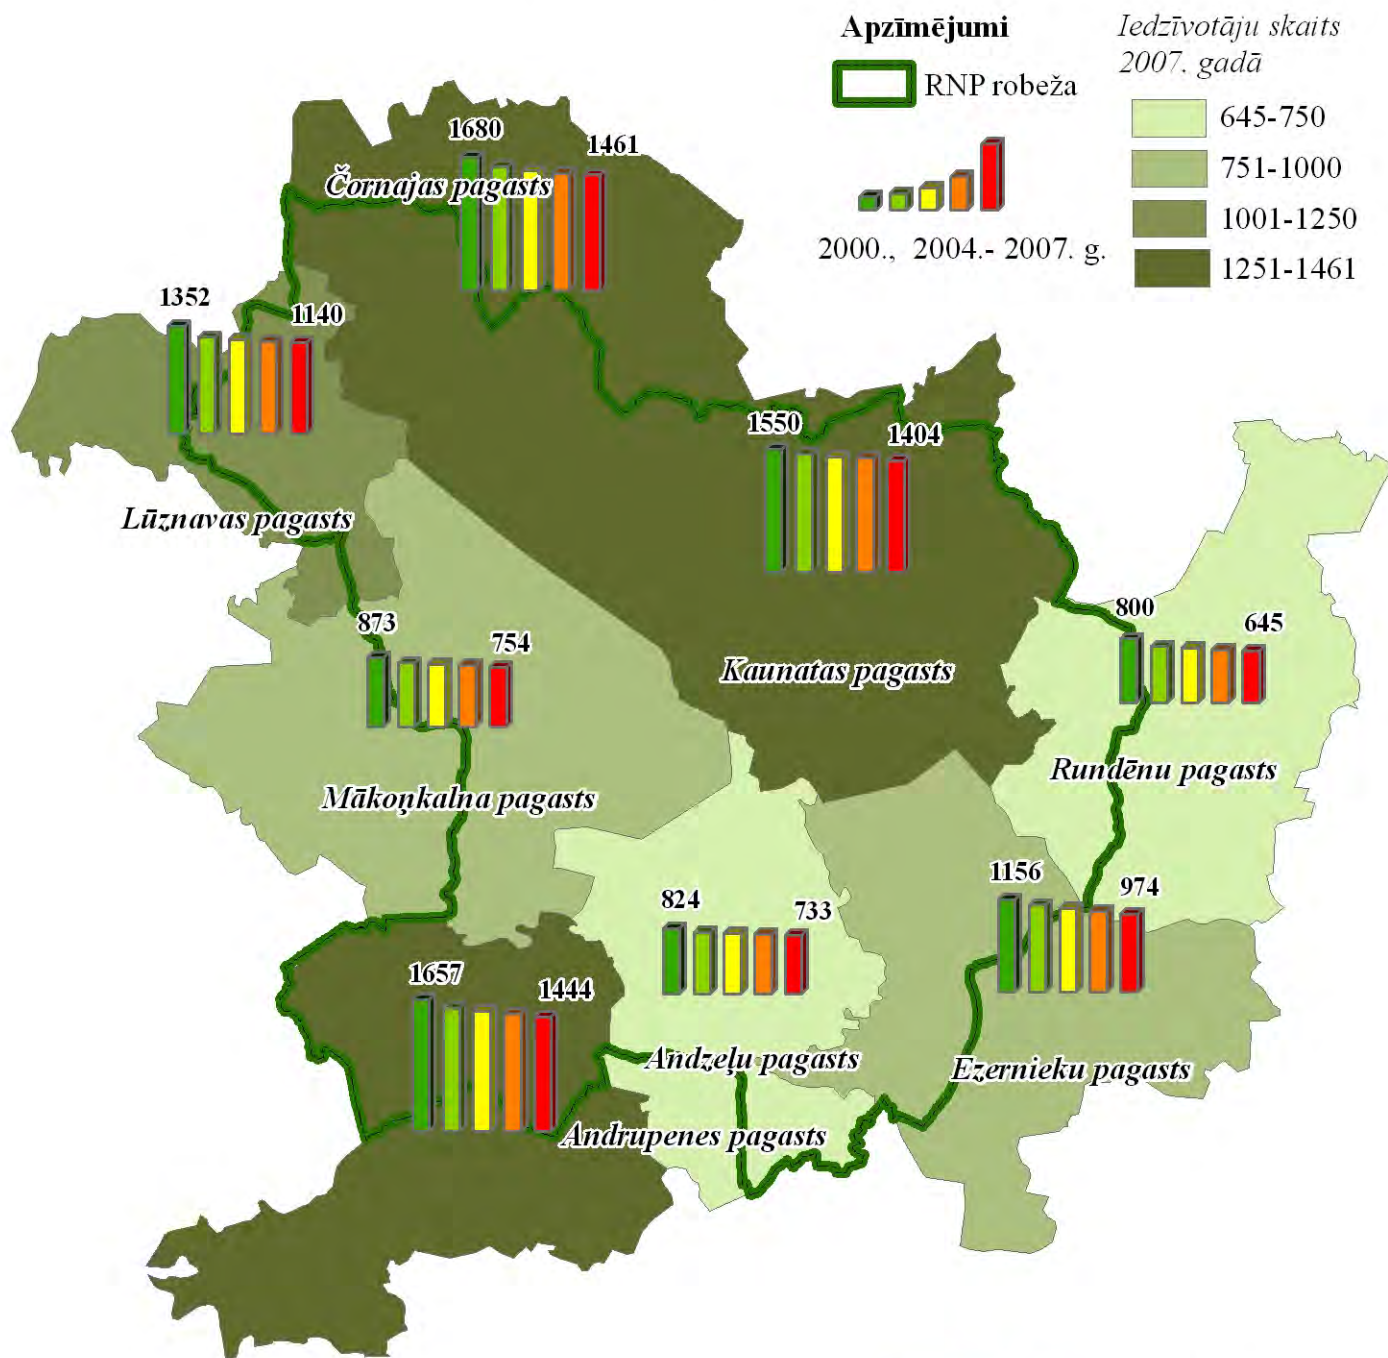 Apzīmējumi
RNP robeža
2000., 2004.- 2007. g.
Iedzīvotāju skaits
2007. gadā
645-750
751-1000
1001-1250
1251-1461
1680
1461
Čornajas pagasts
1352
1140
Lūznavas pagasts
1550
1404
Kaunatas pagasts
800
645
Rundēnu pagasts
873
754
Mākoņkalna pagasts
1156
974
Ezernieku pagasts
824
733
Andzeļu pagasts
1657
1444
Andrupenes pagasts